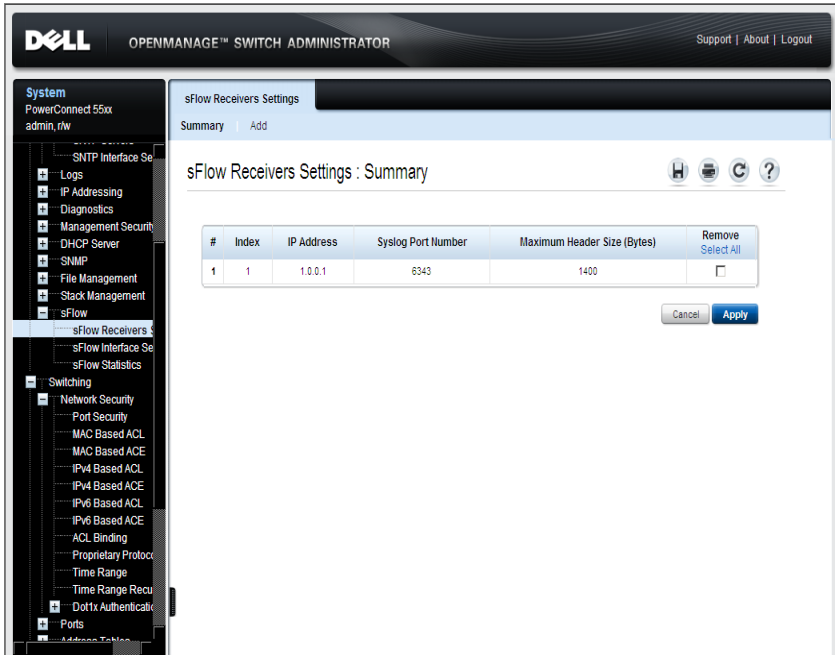 DELL
OPENMANAGE™ SWITCH ADMINISTRATOR
Support | About | Logout
System
PowerConnect 55xx
admin, r/w
SNTP Interface Se
Logs
IP Addressing
Diagnostics
Management Securit
DHCP Server
SNMP
File Management
Stack Management
sFlow
sFlow Receivers S
sFlow Interface Se
sFlow Statistics
Switching
Network Security
Port Security
MAC Based ACL
MAC Based ACE
IPv4 Based ACL
IPv4 Based ACE
IPv6 Based ACL
IPv6 Based ACE
ACL Binding
Proprietary Protoco
Time Range
Time Range Recu
Dot1x Authenticatio
Ports
Address Tables
sFlow Receivers Settings
Summary | Add
sFlow Receivers Settings : Summary
# Index IP Address Syslog Port Number Maximum Header Size (Bytes) Remove
Select All
1 1 1.0.0.1 6343 1400
Cancel Apply